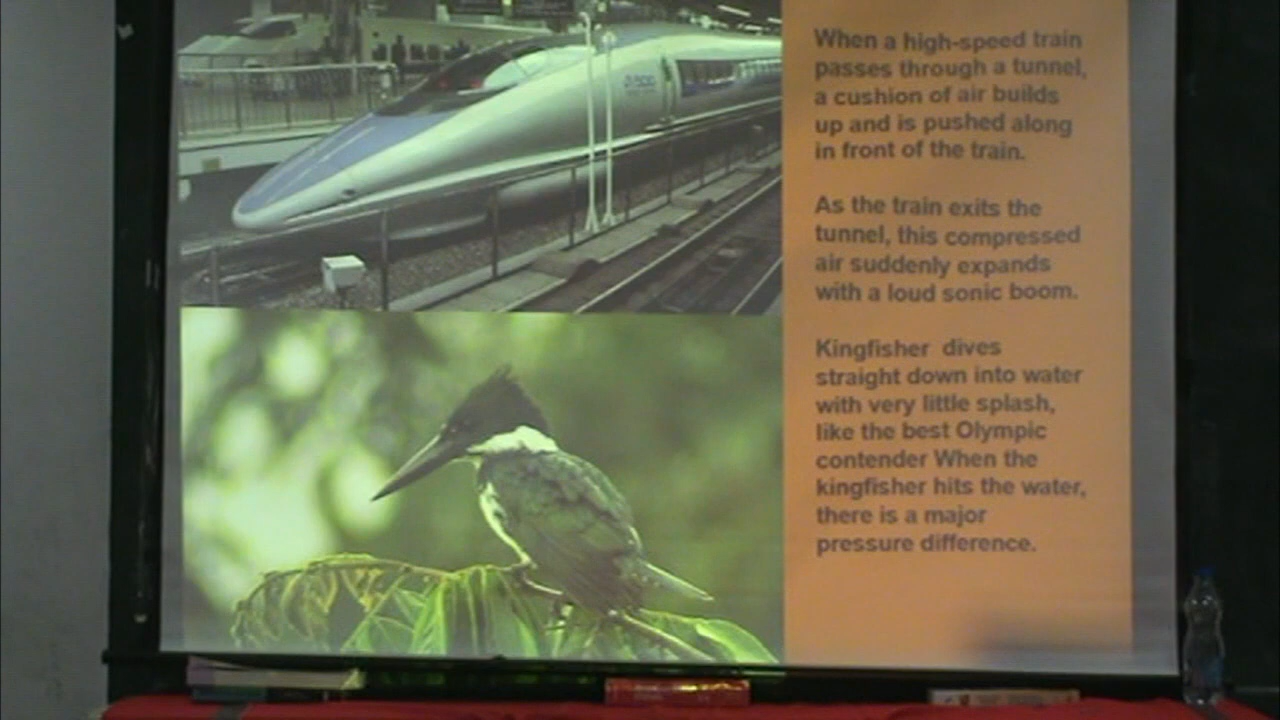 When a high-speed train
passes through a tunnel,
a cushion of air builds
up and is pushed along
in front of the train.
As the train exits the
tunnel, this compressed
air suddenly expands
with a loud sonic boom.
Kingfisher dives
straight down into water
with very little splash,
like the best Olympic
contender When the
kingfisher hits the water,
there is a major
pressure difference.